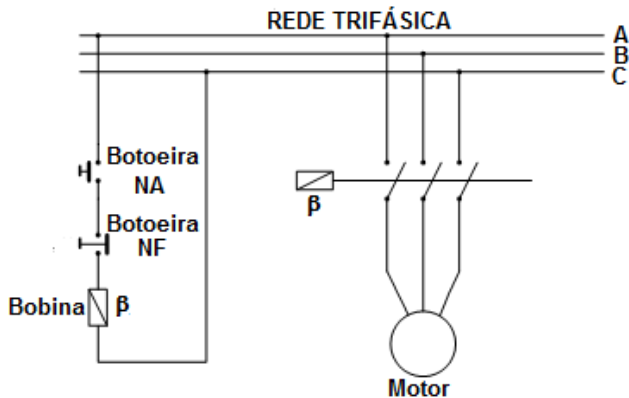 REDE TRIFÁSICA
A
B
C
Botoeira
NA
Botoeira
NF
Bobina
β
β
Motor